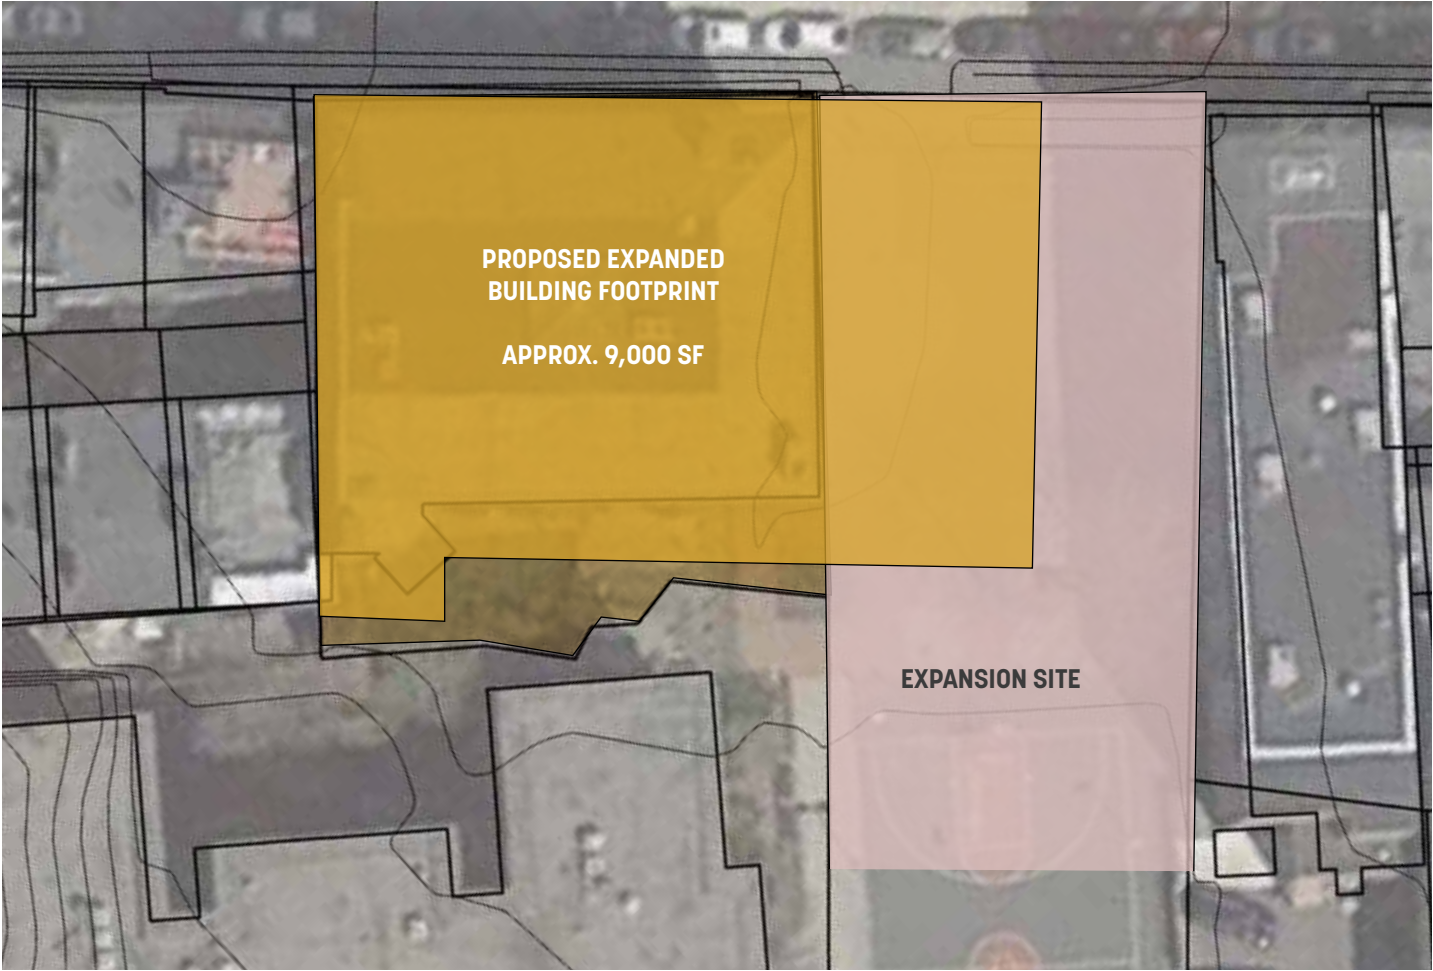 PROPOSED EXPANDED
BUILDING FOOTPRINT
APPROX. 9,000 SF
EXPANSION SITE